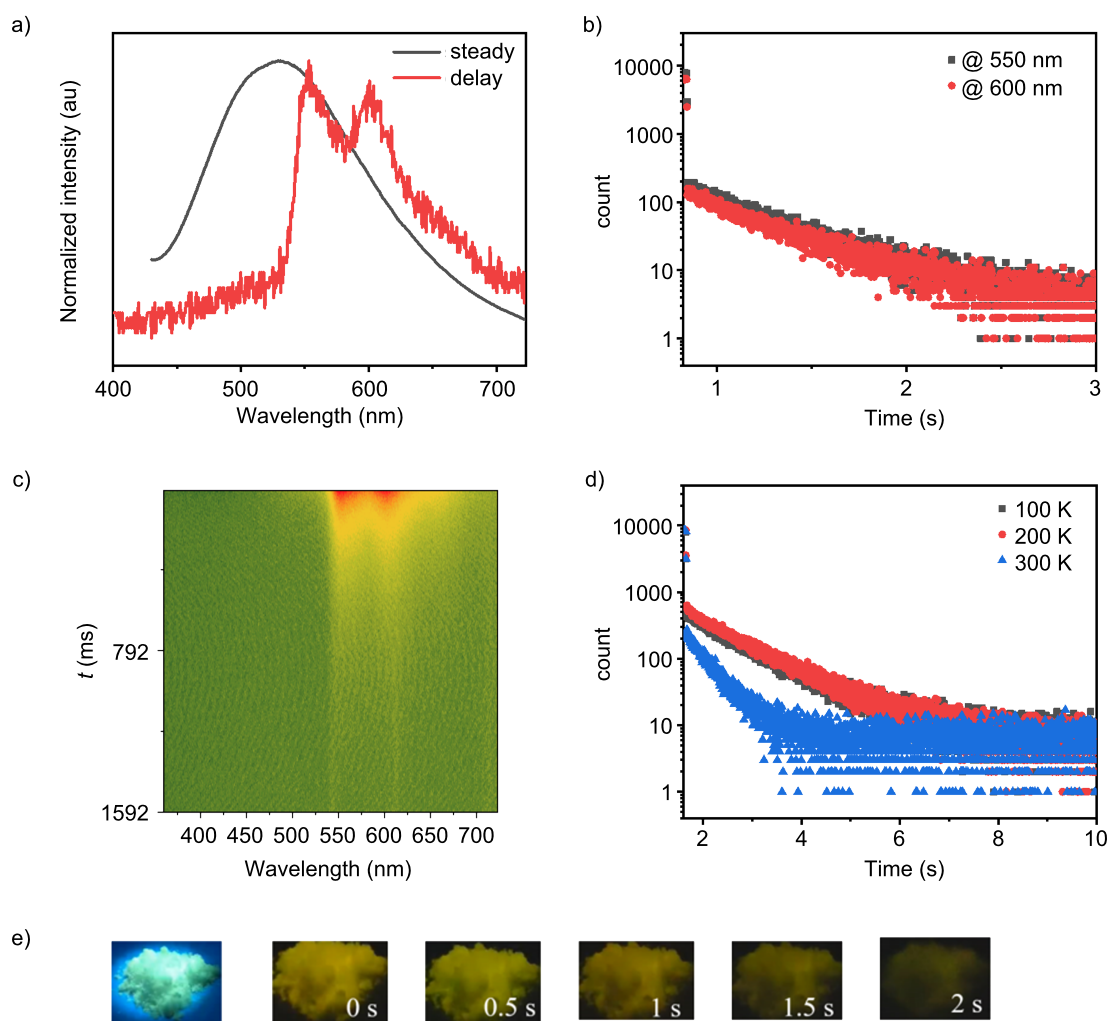 a)
steady
delay
Normalized intensity (au)
400 500 600 700
Wavelength (nm)
b)
@ 550 nm
@ 600 nm
10000
1000
100
10
1
count
1 2 3
Time (s)
c)
t (ms)
792
1592
400 450 500 550 600 650 700
Wavelength (nm)
d)
100 K
200 K
300 K
10000
1000
100
10
1
count
2 4 6 8 10
Time (s)
e)
0 s 0.5 s 1 s 1.5 s 2 s